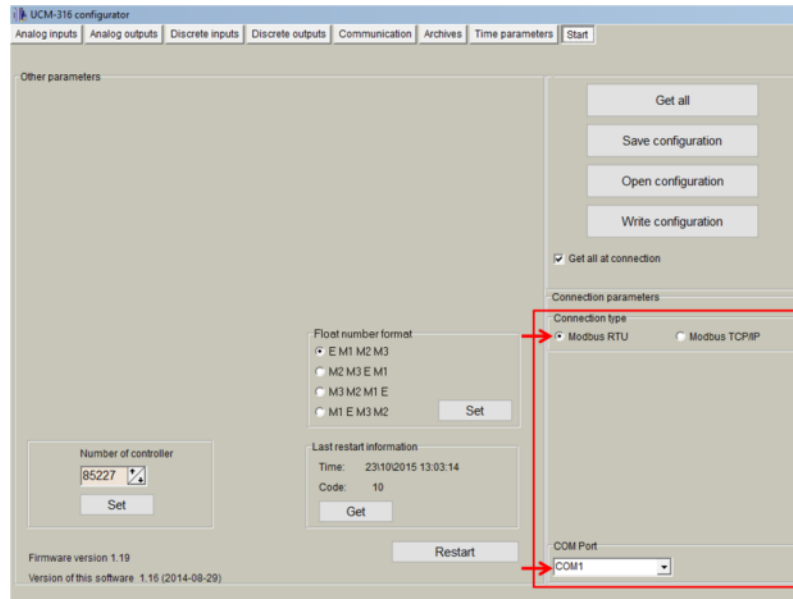 UCM-316 configurator
Analog inputs Analog outputs Discrete inputs Discrete outputs Communication Archives Time parameters Start
Other parameters
Get all
Save configuration
Open configuration
Write configuration
Get all at connection
Connection parameters
Connection type
Modbus RTU Modbus TCP/IP
Float number format
E M1 M2 M3
M2 M3 E M1
M3 M2 M1 E
M1 E M3 M2
Set
Number of controller
85227
Set
Last restart information
Time: 23\10\2015 13:03:14
Code: 10
Get
Restart
COM Port
COM1
Firmware version 1.19
Version of this software 1.16 (2014-08-29)